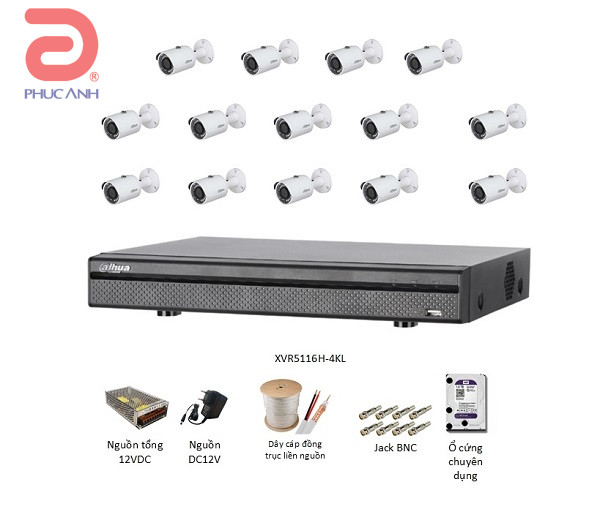 ®
PHUC ANH
alhua
XVR5116H-4KL
Nguồn tổng
12VDC
Nguồn
DC12V
Dây cáp đồng
trục liền nguồn
Jack BNC
Ổ cứng
chuyên
dụng